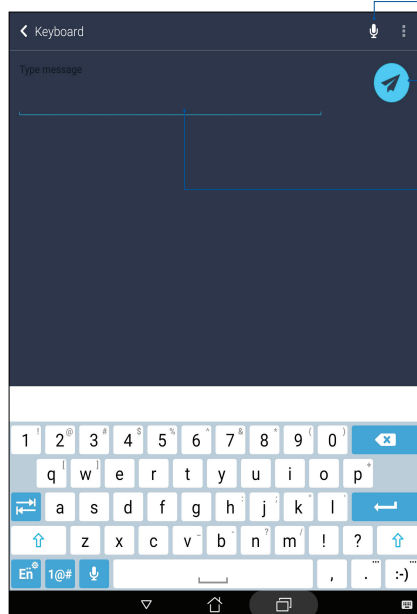 Keyboard
Type message
1 ! 2 @ 3 # 4 $ 5 % 6 ^ 7 & 8 * 9 ( 0 )
q [ w ] e r t y u i o p +
a s d f g h : j ; k " l '
z x c v - b - n ? m / ! ?
En 1@# , . ... :-) ...